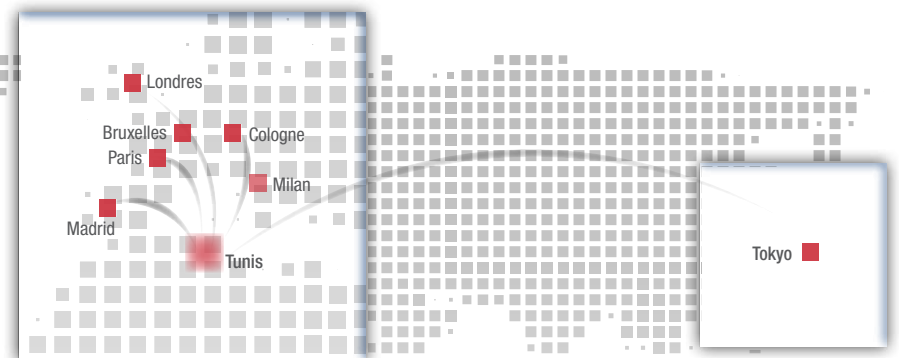 Londres
Bruxelles
Cologne
Paris
Milan
Madrid
Tunis
Tokyo